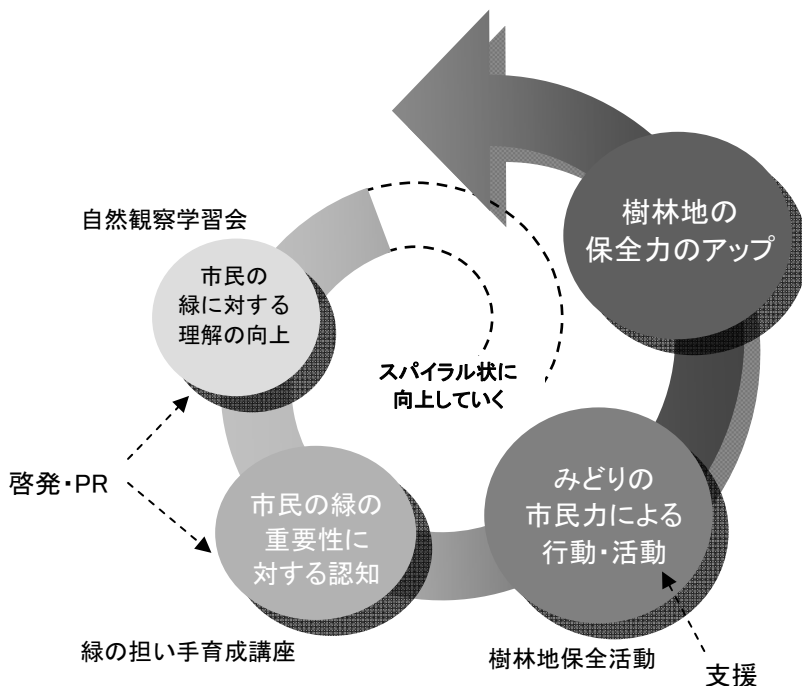 自然観察学習会
市民の
緑に対する
理解の向上
樹林地の
保全力のアップ
スパイラル状に
向上していく
啓発・PR
市民の緑の
重要性に
対する認知
みどりの
市民力による
行動・活動
緑の担い手育成講座
樹林地保全活動
支援